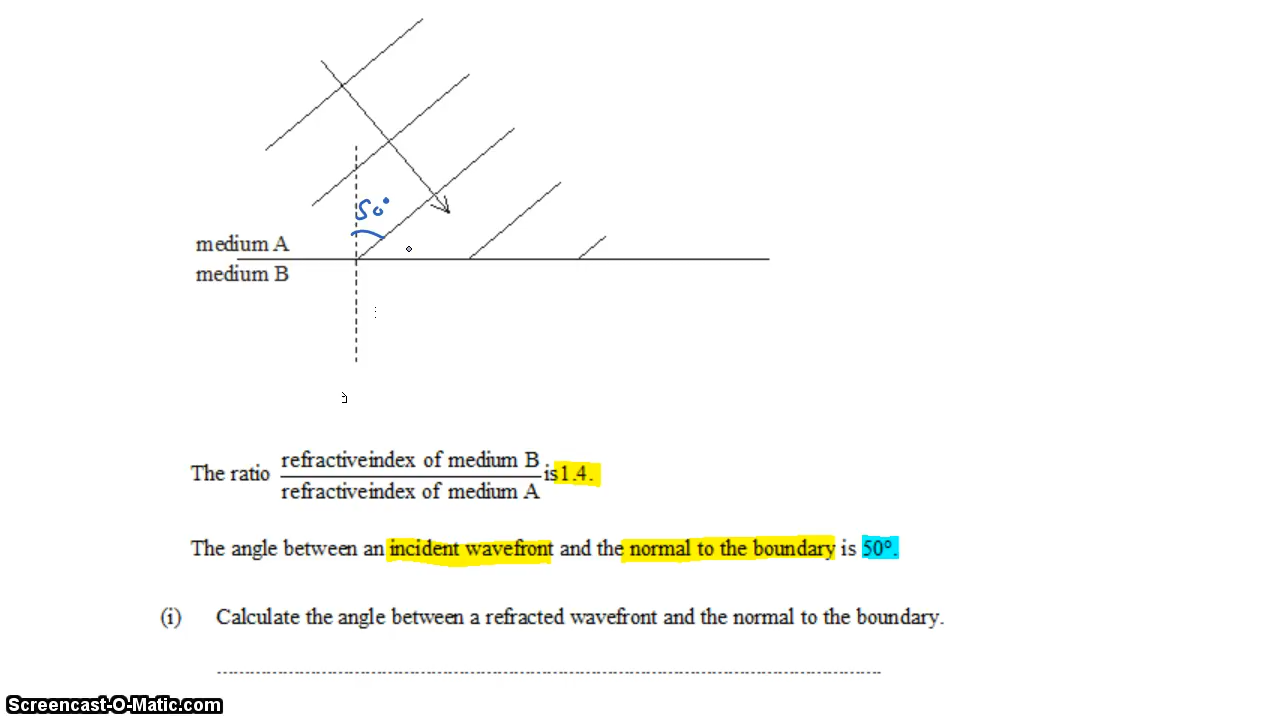 50°
medium A
medium B
refractiveindex of medium B
The ratio is 1.4.
refractiveindex of medium A
The angle between an incident wavefront and the normal to the boundary is 50°.
(i) Calculate the angle between a refracted wavefront and the normal to the boundary.
Screencast-O-Matic.com